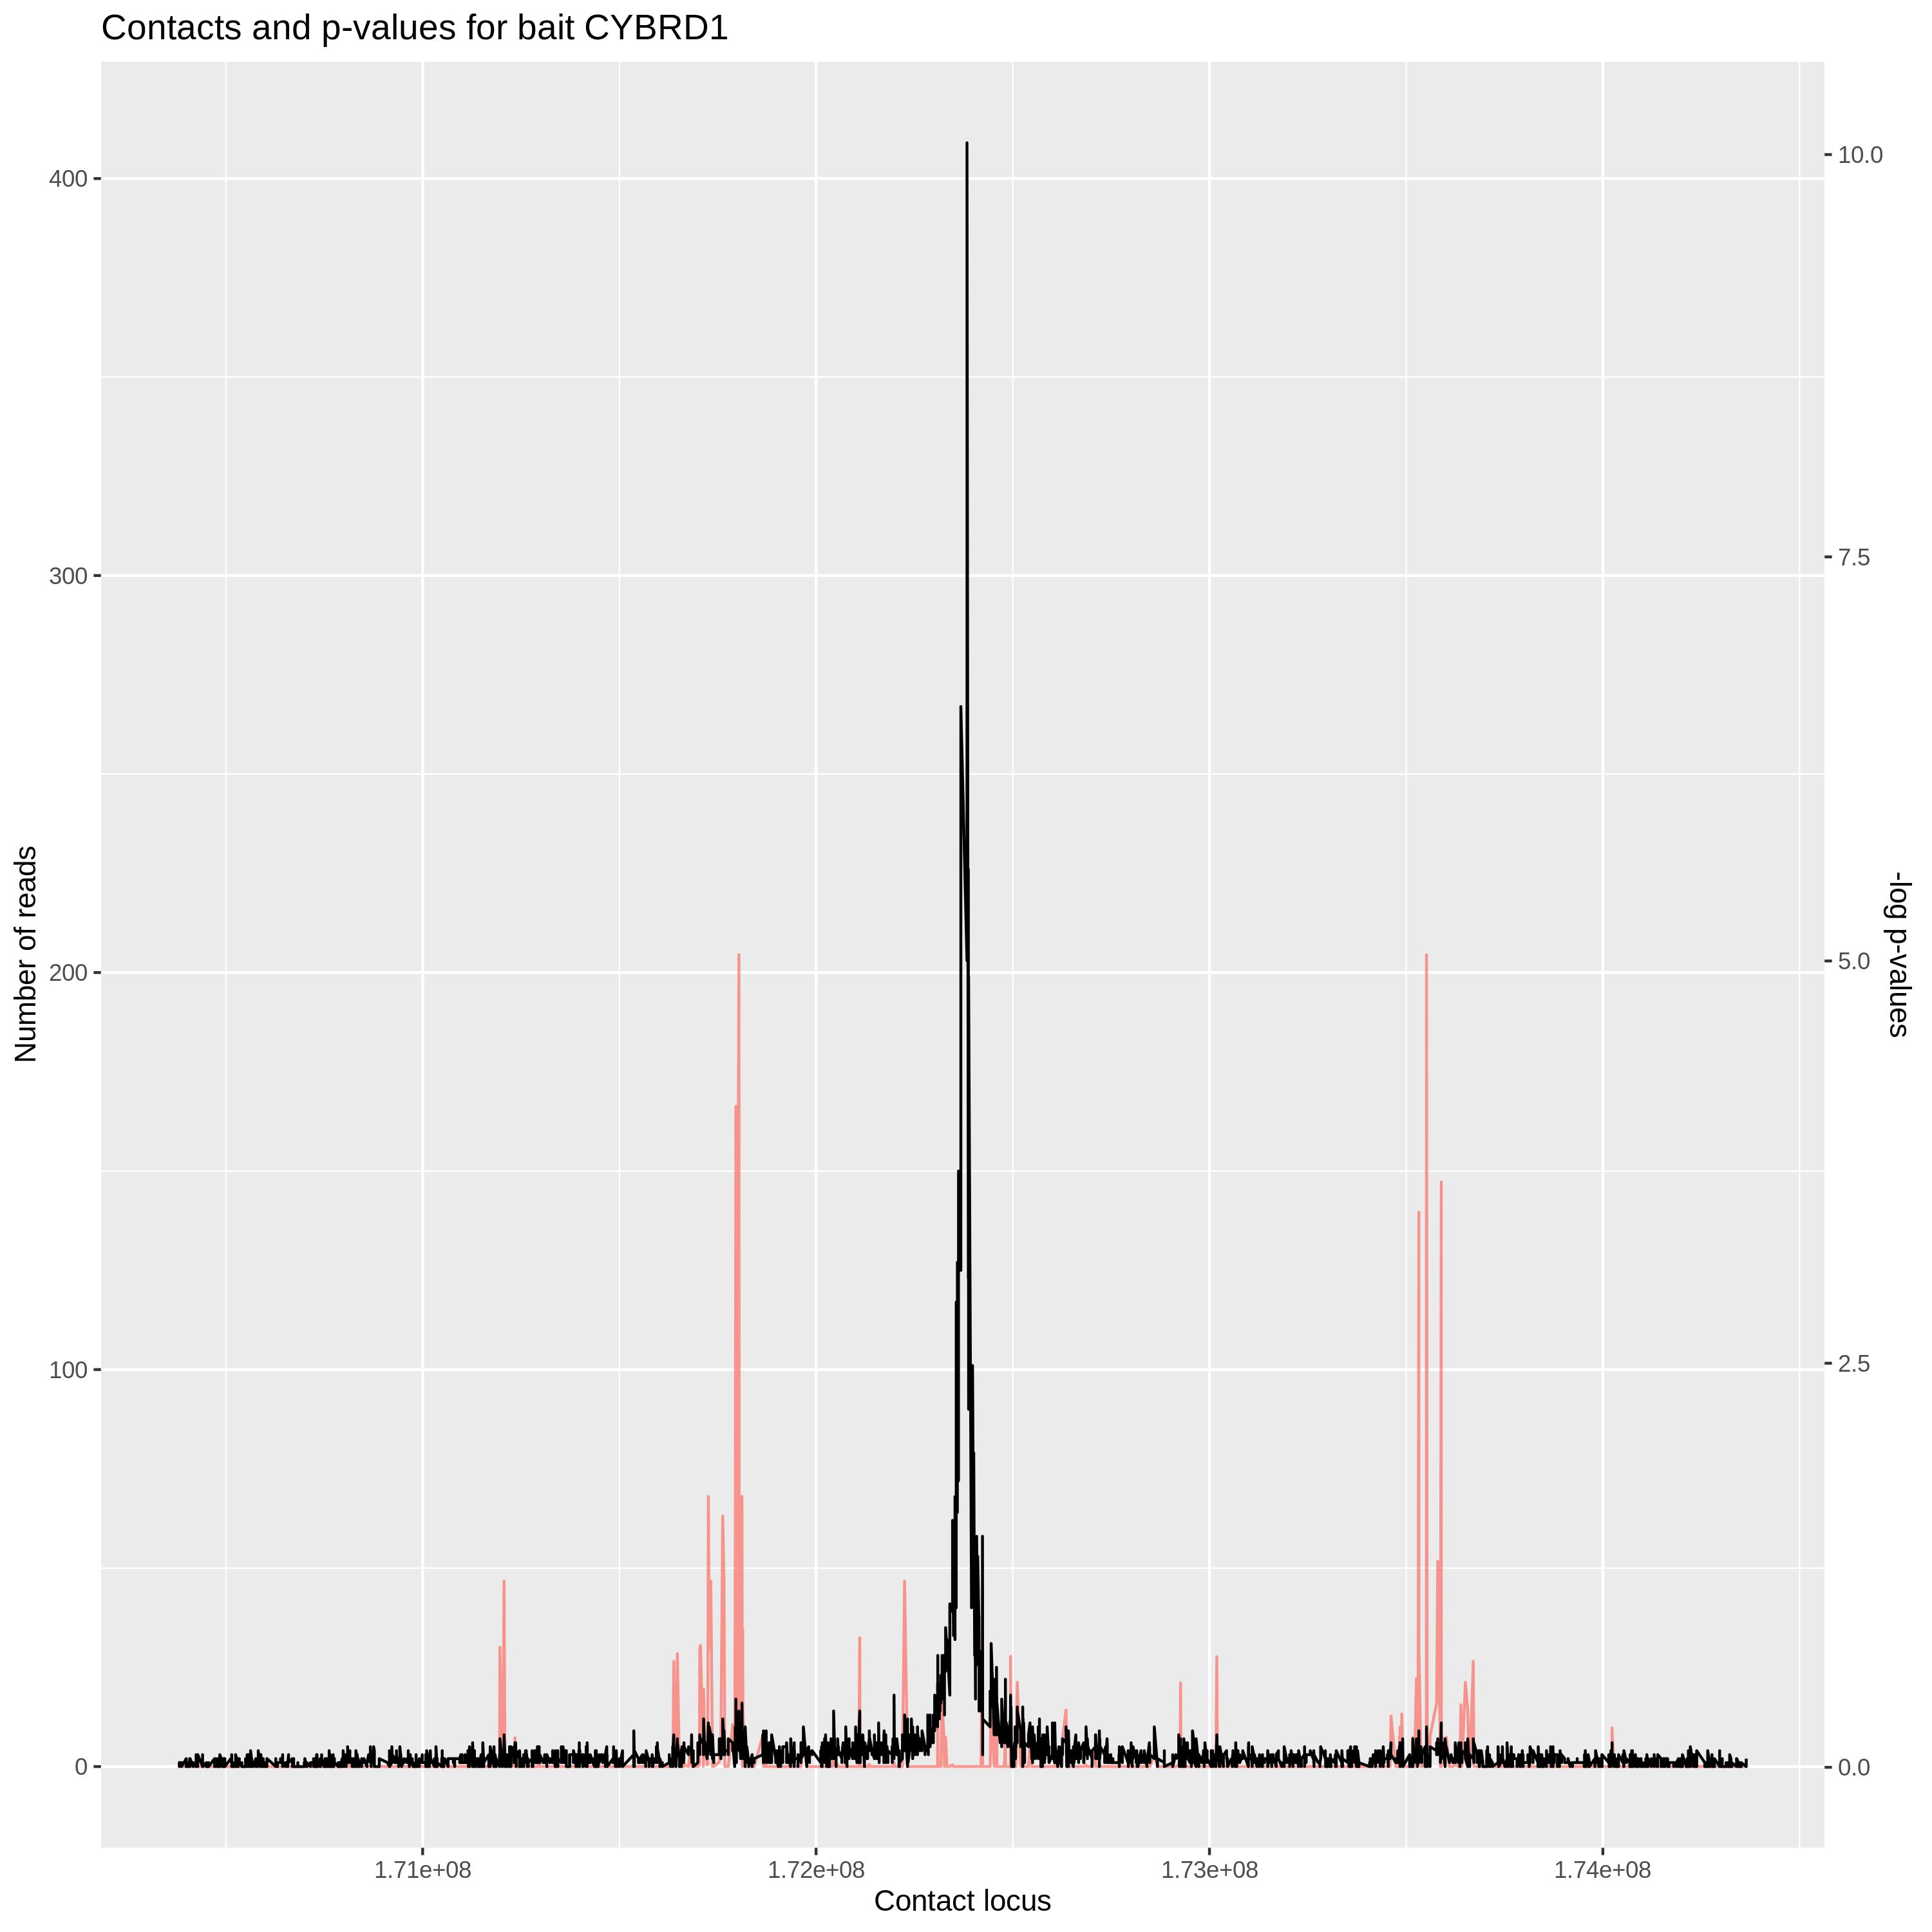 Contacts and p-values for bait CYBRD1
400
300
200
100
0
Number of reads
10.0
7.5
5.0
2.5
0.0
-log p-values
1.71e+08
1.72e+08
1.73e+08
1.74e+08
Contact locus